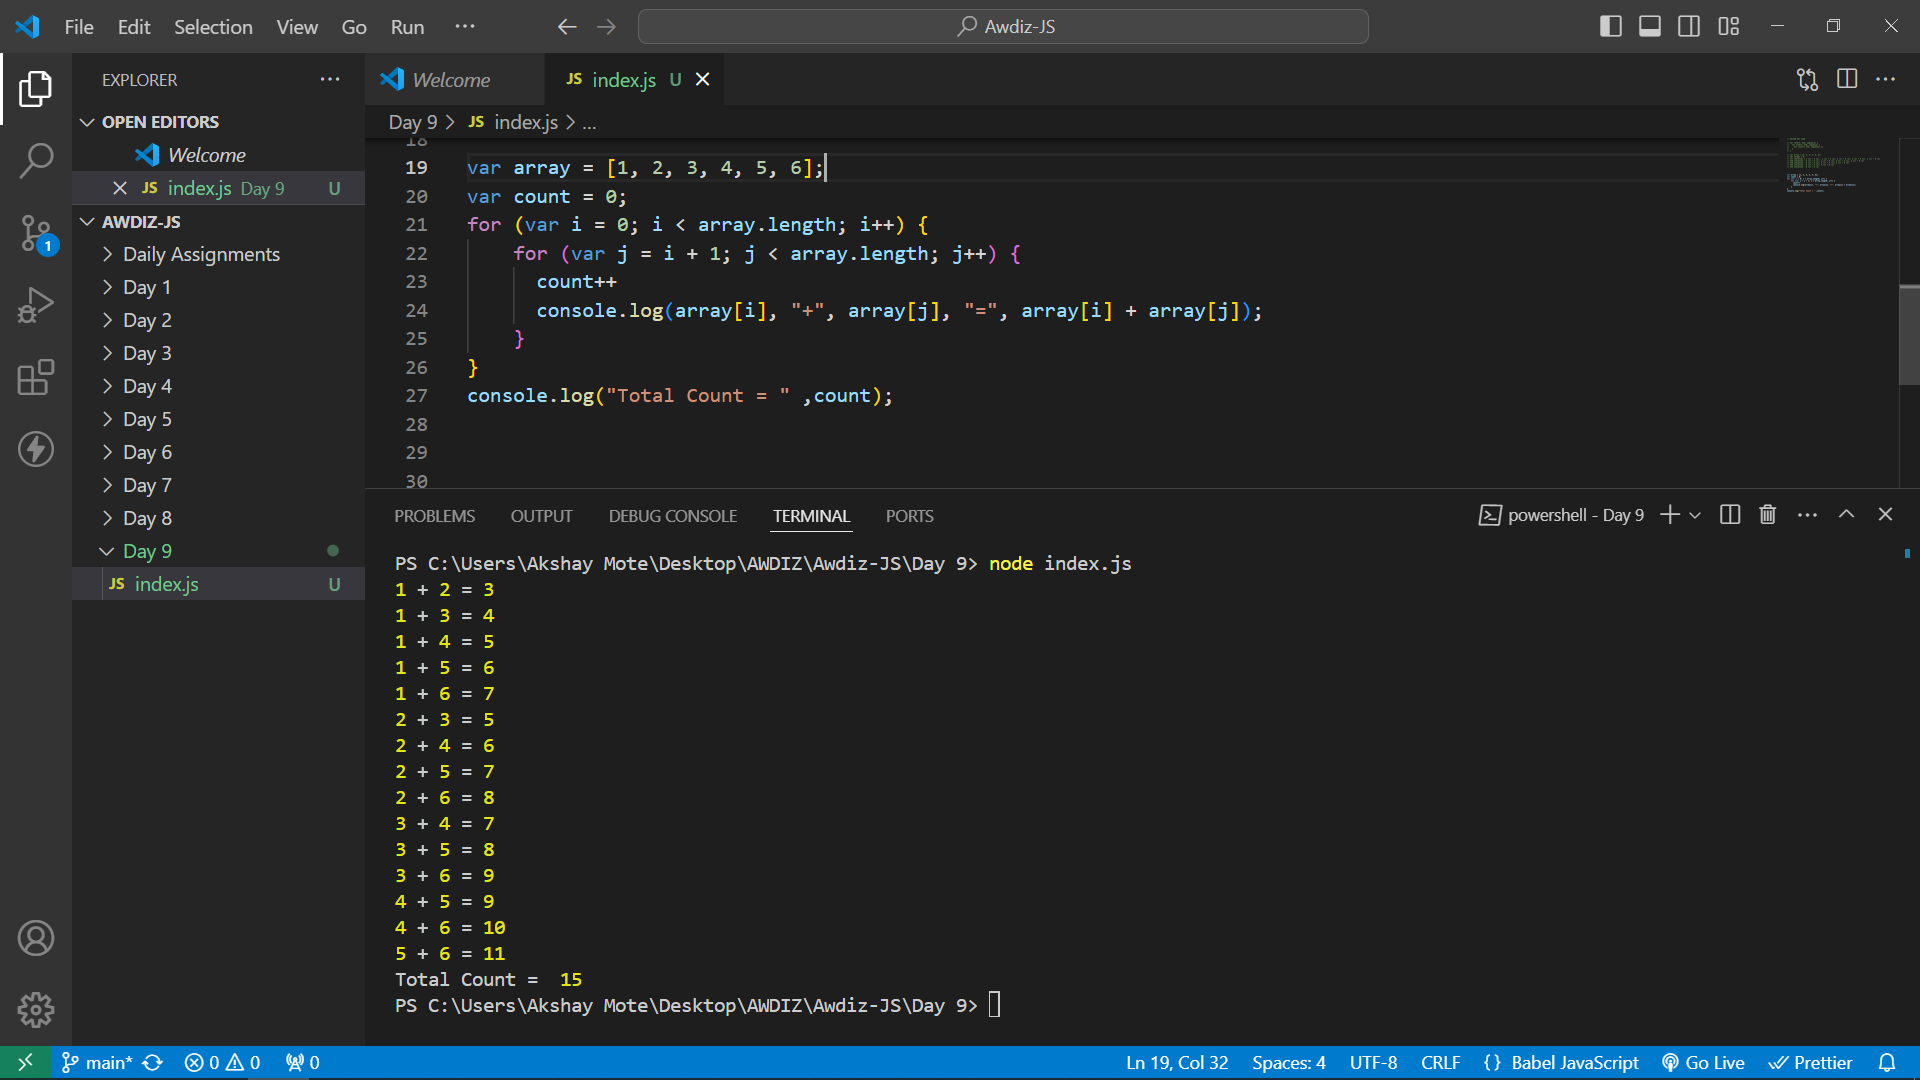 File Edit Selection View Go Run ··· Awdiz-JS
EXPLORER ···
OPEN EDITORS
Welcome
JS index.js Day 9 U
AWDIZ-JS
Daily Assignments
Day 1
Day 2
Day 3
Day 4
Day 5
Day 6
Day 7
Day 8
Day 9
JS index.js U
1
Welcome JS index.js U
Day 9 > JS index.js > ...
18
19 var array = [1, 2, 3, 4, 5, 6];
20 var count = 0;
21 for (var i = 0; i < array.length; i++) {
22 for (var j = i + 1; j < array.length; j++) {
23 count++
24 console.log(array[i], "+", array[j], "=", array[i] + array[j]);
25 }
26 }
27 console.log("Total Count = " ,count);
28
29
30
PROBLEMS OUTPUT DEBUG CONSOLE TERMINAL PORTS powershell - Day 9
PS C:\Users\Akshay Mote\Desktop\AWDIZ\Awdiz-JS\Day 9> node index.js
1 + 2 = 3
1 + 3 = 4
1 + 4 = 5
1 + 5 = 6
1 + 6 = 7
2 + 3 = 5
2 + 4 = 6
2 + 5 = 7
2 + 6 = 8
3 + 4 = 7
3 + 5 = 8
3 + 6 = 9
4 + 5 = 9
4 + 6 = 10
5 + 6 = 11
Total Count =  15
PS C:\Users\Akshay Mote\Desktop\AWDIZ\Awdiz-JS\Day 9>
main* 0 0 0 Ln 19, Col 32 Spaces: 4 UTF-8 CRLF {} Babel JavaScript Go Live Prettier